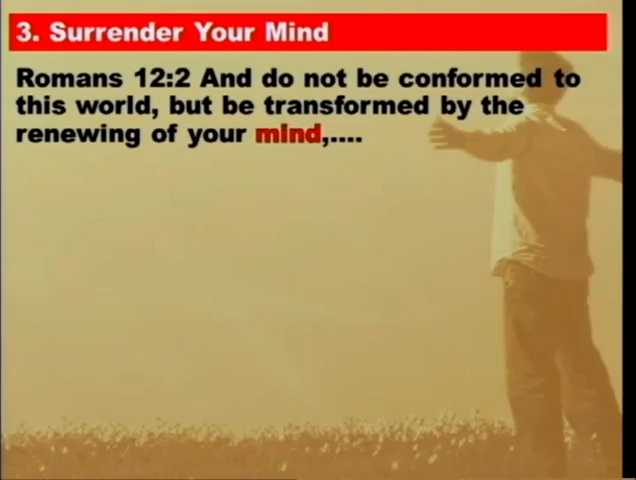 3. Surrender Your Mind
Romans 12:2 And do not be conformed to
this world, but be transformed by the
renewing of your mind,....